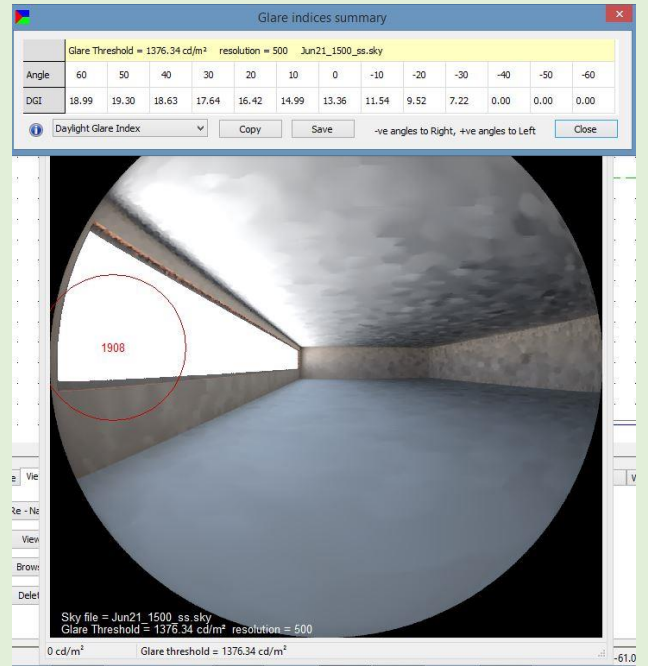 Glare indices summary
Glare Threshold = 1376.34 cd/m² resolution = 500 Jun21_1500_ss.sky
Angle 60 50 40 30 20 10 0 -10 -20 -30 -40 -50 -60
DGI 18.99 19.30 18.63 17.64 16.42 14.99 13.36 11.54 9.52 7.22 0.00 0.00 0.00
Daylight Glare Index Copy Save -ve angles to Right, +ve angles to Left Close
1908
Vie
Re - Na
View
Brows
Delet
Sky file = Jun21_1500_ss.sky
Glare Threshold = 1376.34 cd/m² resolution = 500
0 cd/m² Glare threshold = 1376.34 cd/m²
-61.0